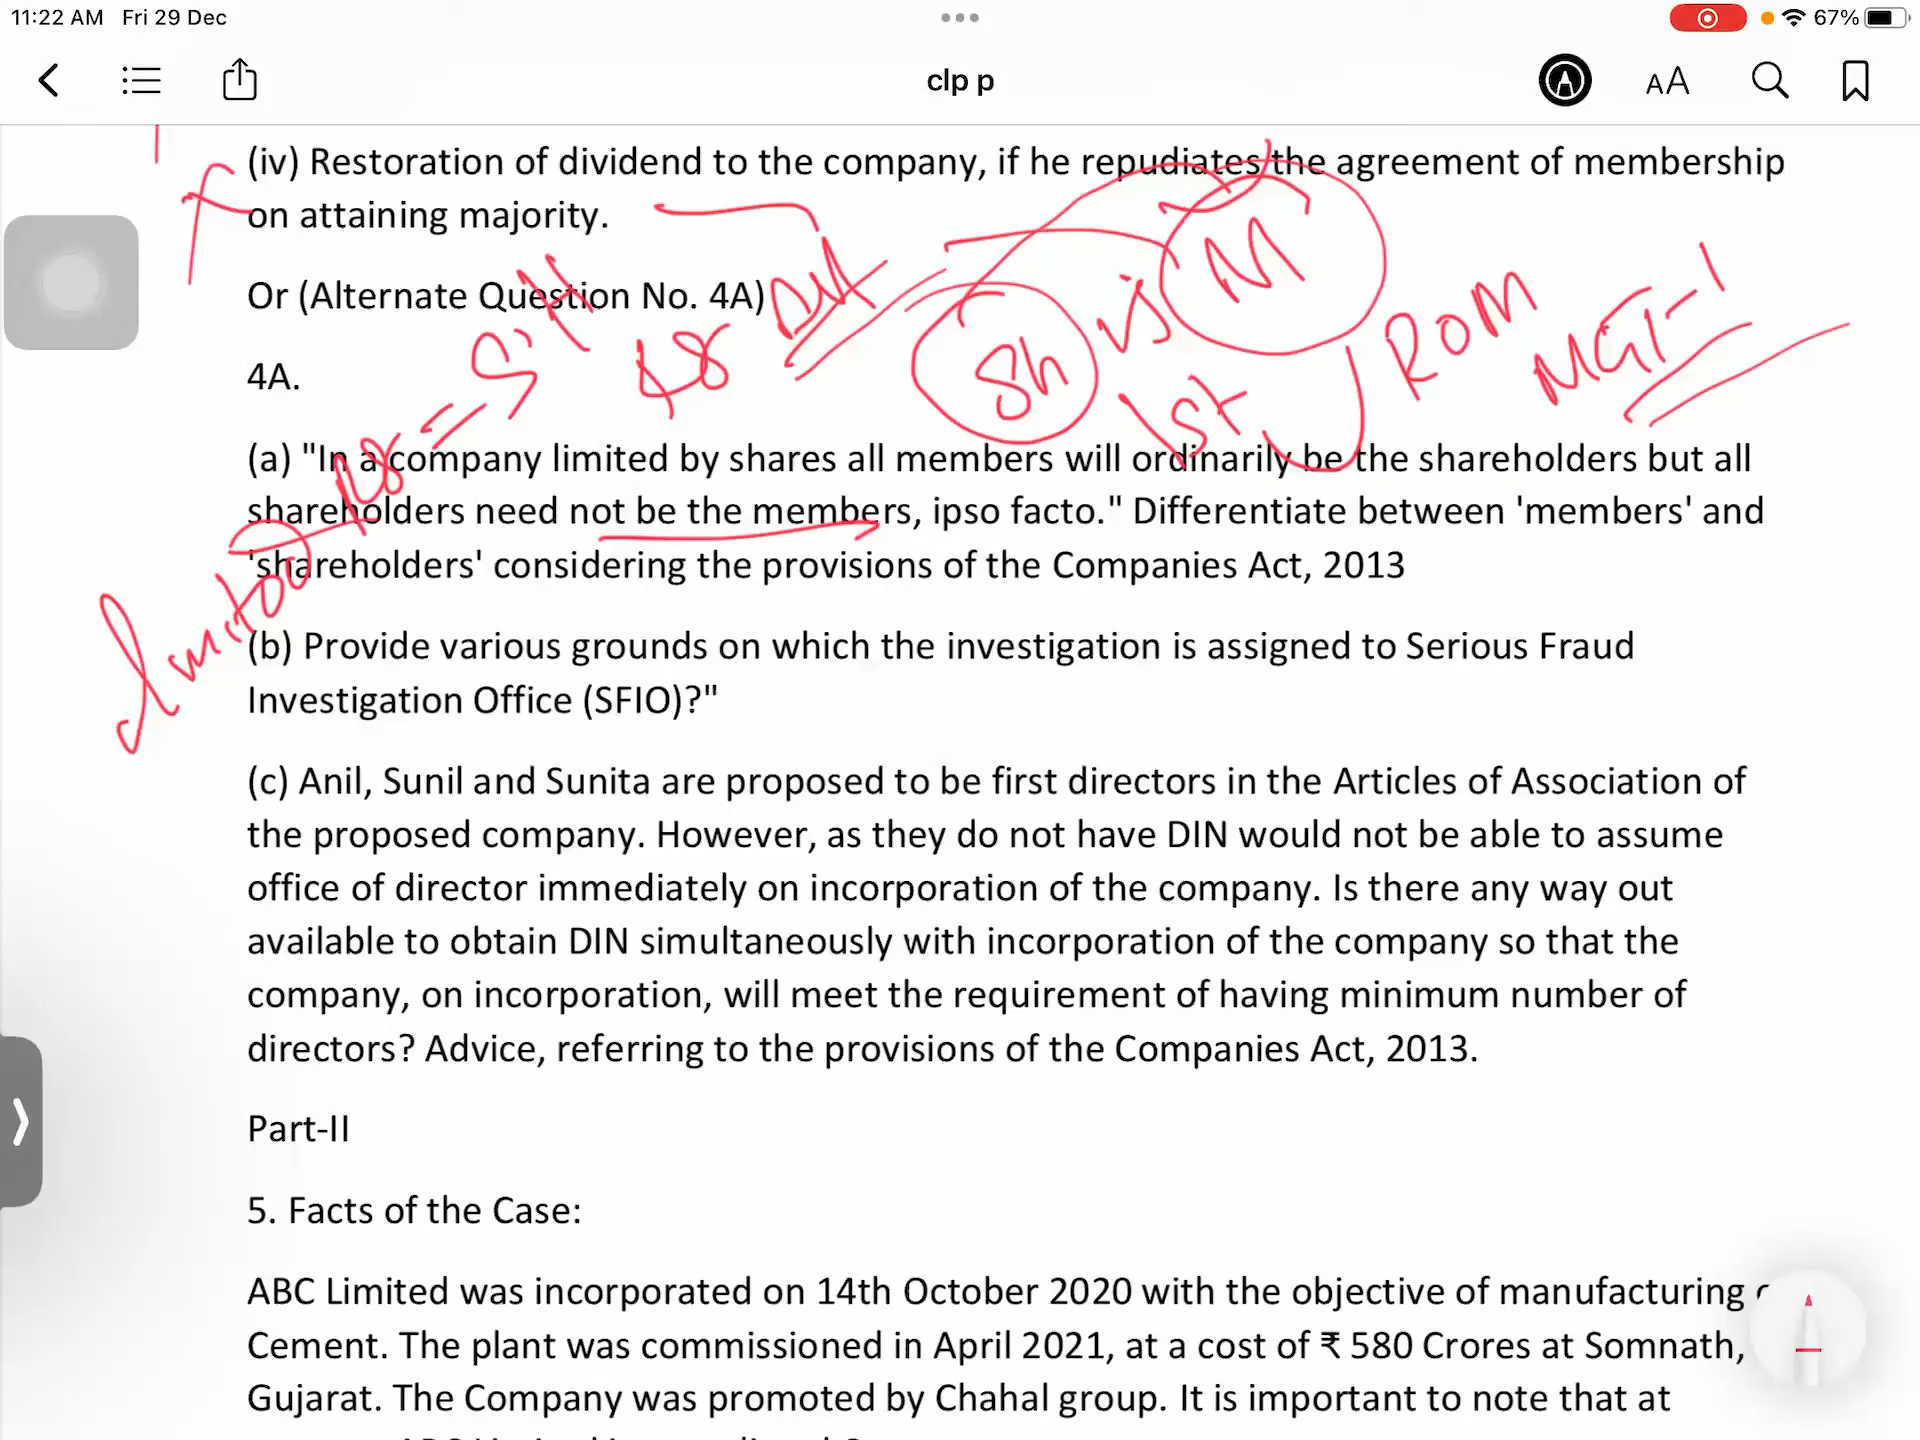 11:22 AM Fri 29 Dec
67%
clp p
AA
(iv) Restoration of dividend to the company, if he repudiates the agreement of membership
on attaining majority.
Or (Alternate Question No. 4A)
M
Sh vs
1st
ROM
MGT-1
S.H
4A.
(a) "In a company limited by shares all members will ordinarily be the shareholders but all
shareholders need not be the members, ipso facto." Differentiate between 'members' and
'shareholders' considering the provisions of the Companies Act, 2013
(b) Provide various grounds on which the investigation is assigned to Serious Fraud
Investigation Office (SFIO)?"
(c) Anil, Sunil and Sunita are proposed to be first directors in the Articles of Association of
the proposed company. However, as they do not have DIN would not be able to assume
office of director immediately on incorporation of the company. Is there any way out
available to obtain DIN simultaneously with incorporation of the company so that the
company, on incorporation, will meet the requirement of having minimum number of
directors? Advice, referring to the provisions of the Companies Act, 2013.
Part-II
5. Facts of the Case:
ABC Limited was incorporated on 14th October 2020 with the objective of manufacturing
Cement. The plant was commissioned in April 2021, at a cost of ₹ 580 Crores at Somnath,
Gujarat. The Company was promoted by Chahal group. It is important to note that at